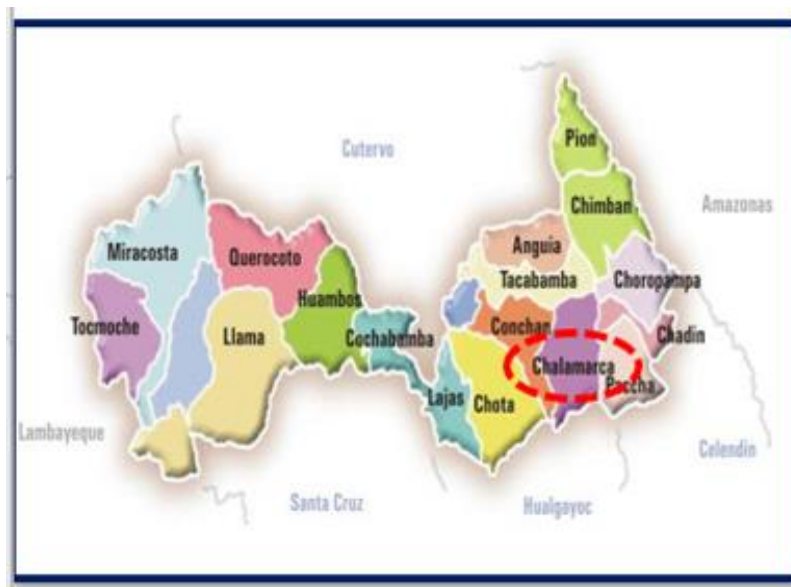 Pion
Cutervo
Chimban
Amazonas
Anguia
Miracosta
Querocoto
Tacabamba
Choropampa
Huambos
Tocmoche
Llama
Cochabamba
Conchan
Chadin
Chalamarca
Paccha
Lajas
Chota
Lambayeque
Celendin
Santa Cruz
Hualgayoc